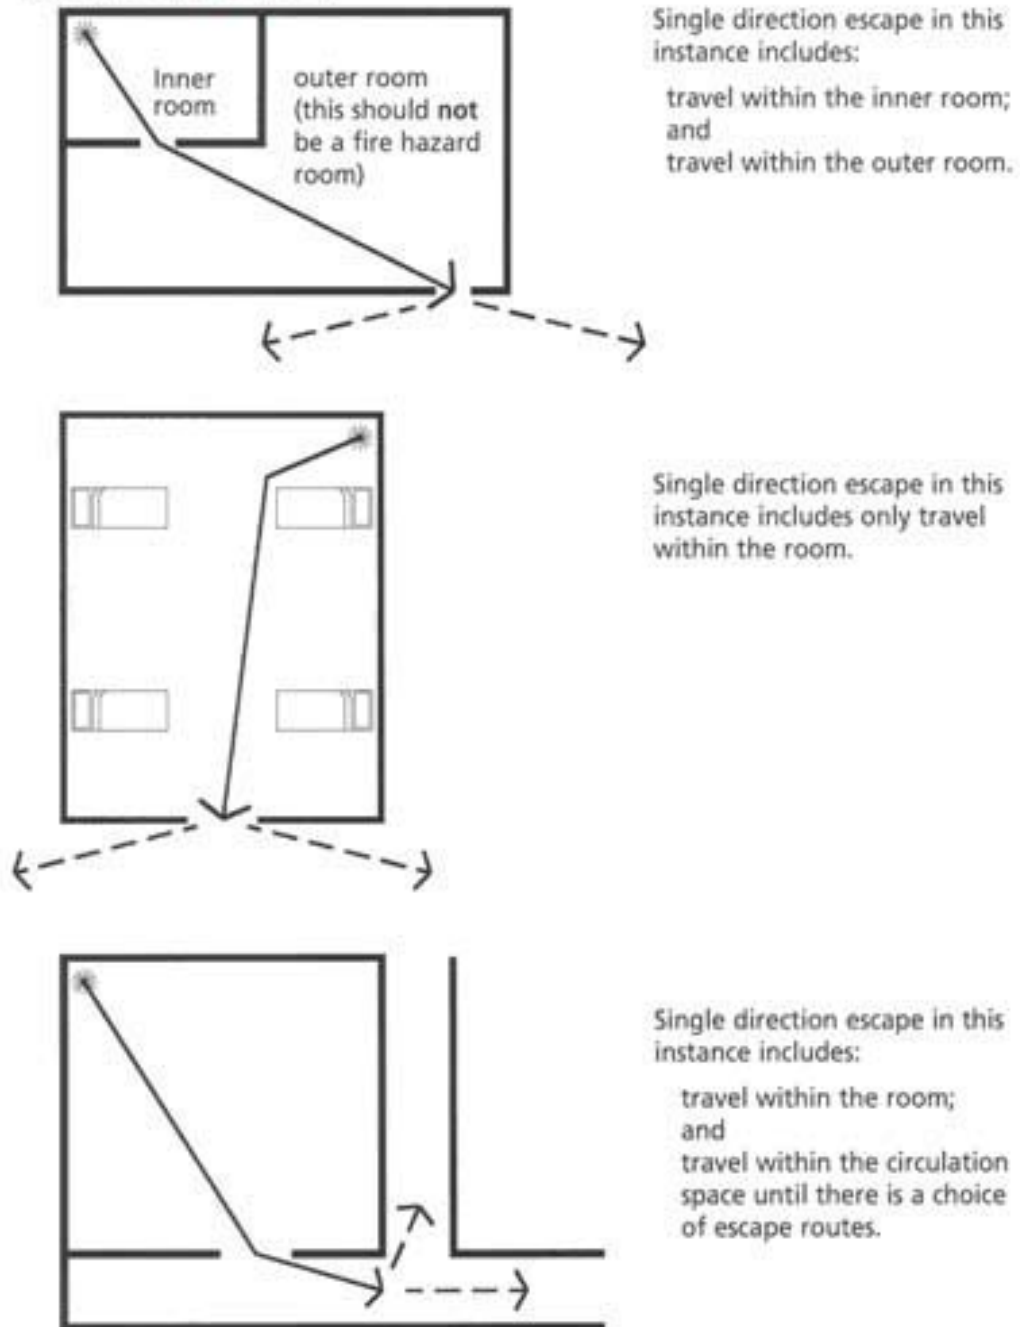 Inner
room
outer room
(this should not
be a fire hazard
room)
Single direction escape in this
instance includes:
travel within the inner room;
and
travel within the outer room.
Single direction escape in this
instance includes only travel
within the room.
Single direction escape in this
instance includes:
travel within the room;
and
travel within the circulation
space until there is a choice
of escape routes.